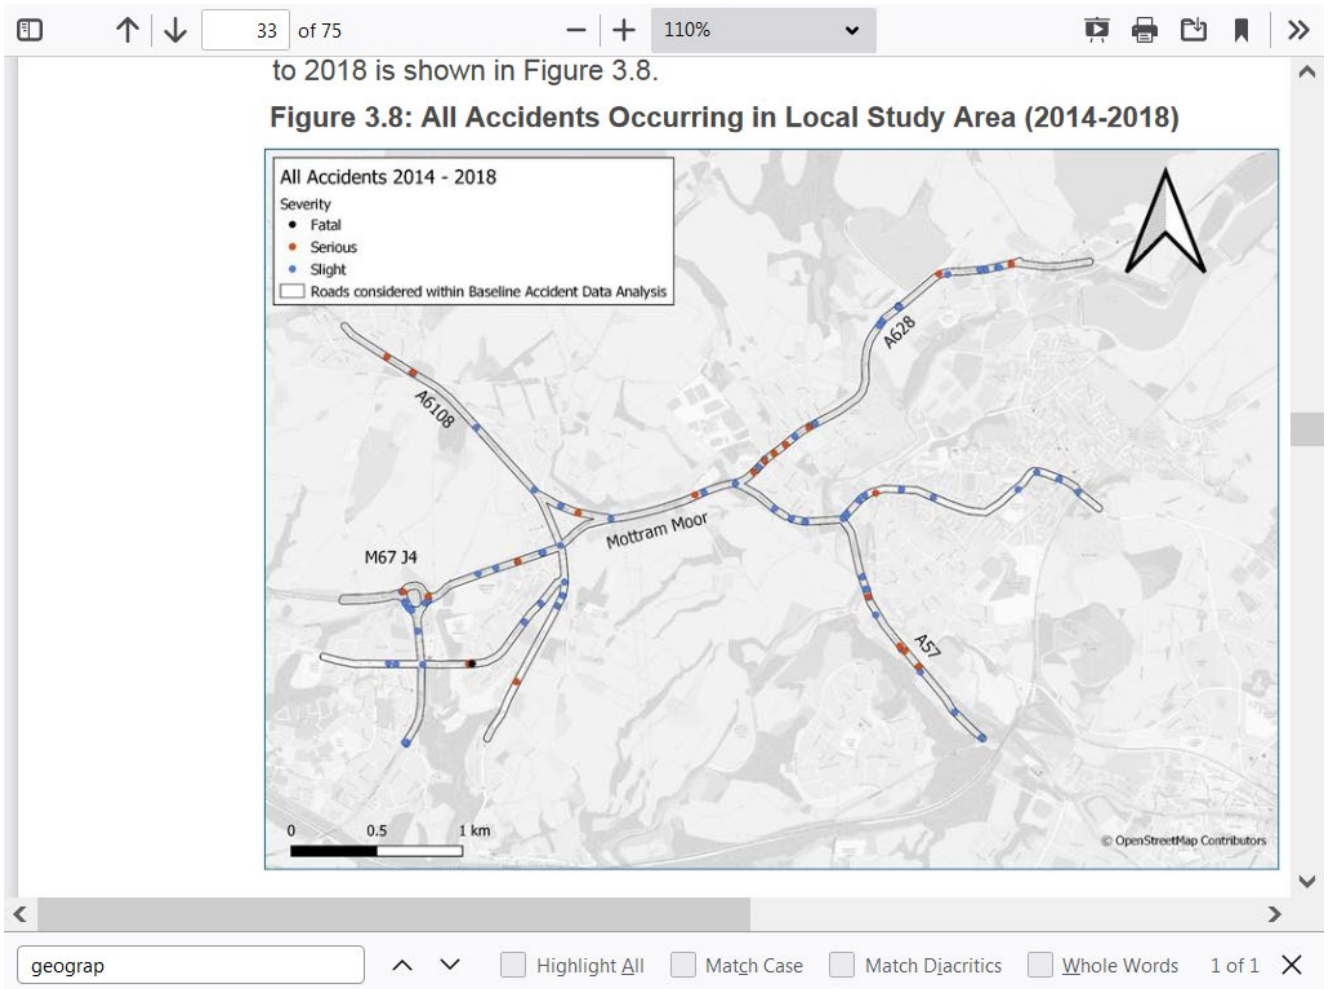 33 of 75
110%
to 2018 is shown in Figure 3.8.
Figure 3.8: All Accidents Occurring in Local Study Area (2014-2018)
All Accidents 2014 - 2018
Severity
Fatal
Serious
Slight
Roads considered within Baseline Accident Data Analysis
A628
A6108
Mottram Moor
M67 J4
A57
0 0.5 1 km
© OpenStreetMap Contributors
geograp
Highlight All
Match Case
Match Diacritics
Whole Words
1 of 1